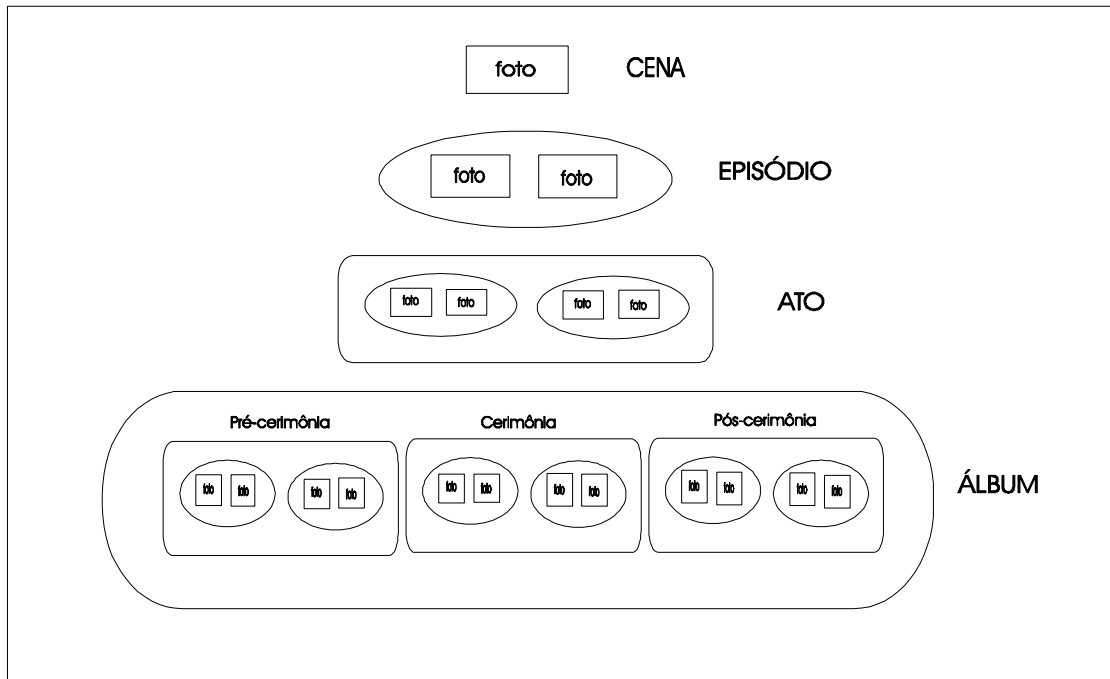 foto CENA
foto foto EPISÓDIO
foto foto foto foto ATO
Pré-cerimônia Cerimônia Pós-cerimônia
foto foto foto foto foto foto foto foto foto foto foto foto ÁLBUM